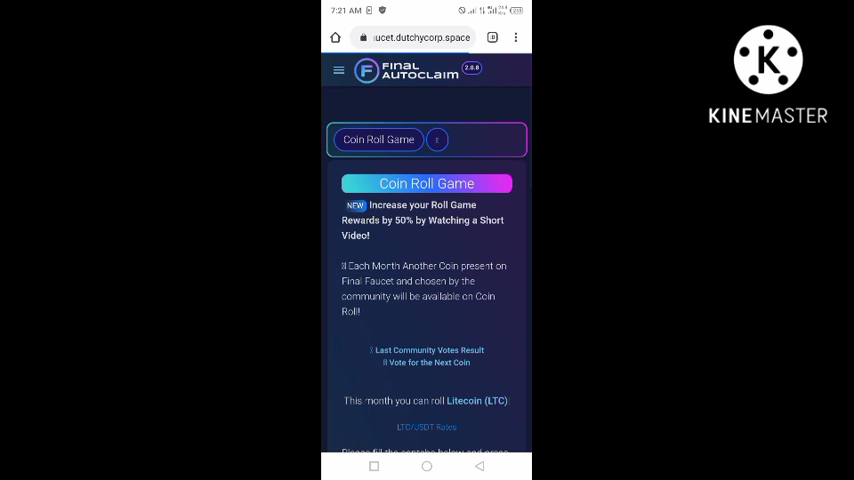 7:21 AM
ucet.dutchycorp.space
:D
FINAL
AUTOCLAIM
2.0.8
Coin Roll Game
Coin Roll Game
NEW Increase your Roll Game
Rewards by 50% by Watching a Short
Video!
Each Month Another Coin present on
Final Faucet and chosen by the
community will be available on Coin
Roll!
Last Community Votes Result
Vote for the Next Coin
This month you can roll Litecoin (LTC)
LTC/USDT Rates
K
KINEMASTER